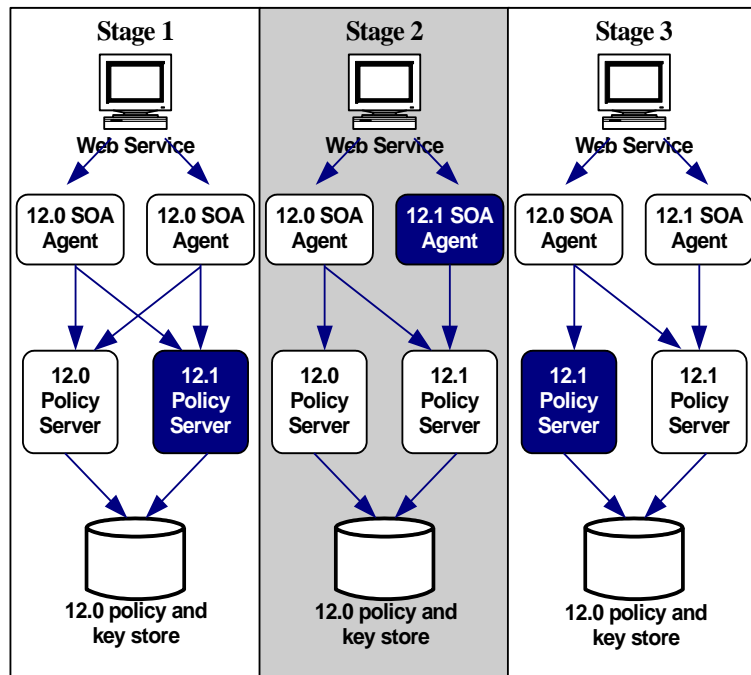 Stage 1
Web Service
12.0 SOA
Agent
12.0 SOA
Agent
12.0
Policy
Server
12.1
Policy
Server
12.0 policy and
key store
Stage 2
Web Service
12.0 SOA
Agent
12.1 SOA
Agent
12.0
Policy
Server
12.1
Policy
Server
12.0 policy and
key store
Stage 3
Web Service
12.0 SOA
Agent
12.1 SOA
Agent
12.1
Policy
Server
12.1
Policy
Server
12.0 policy and
key store